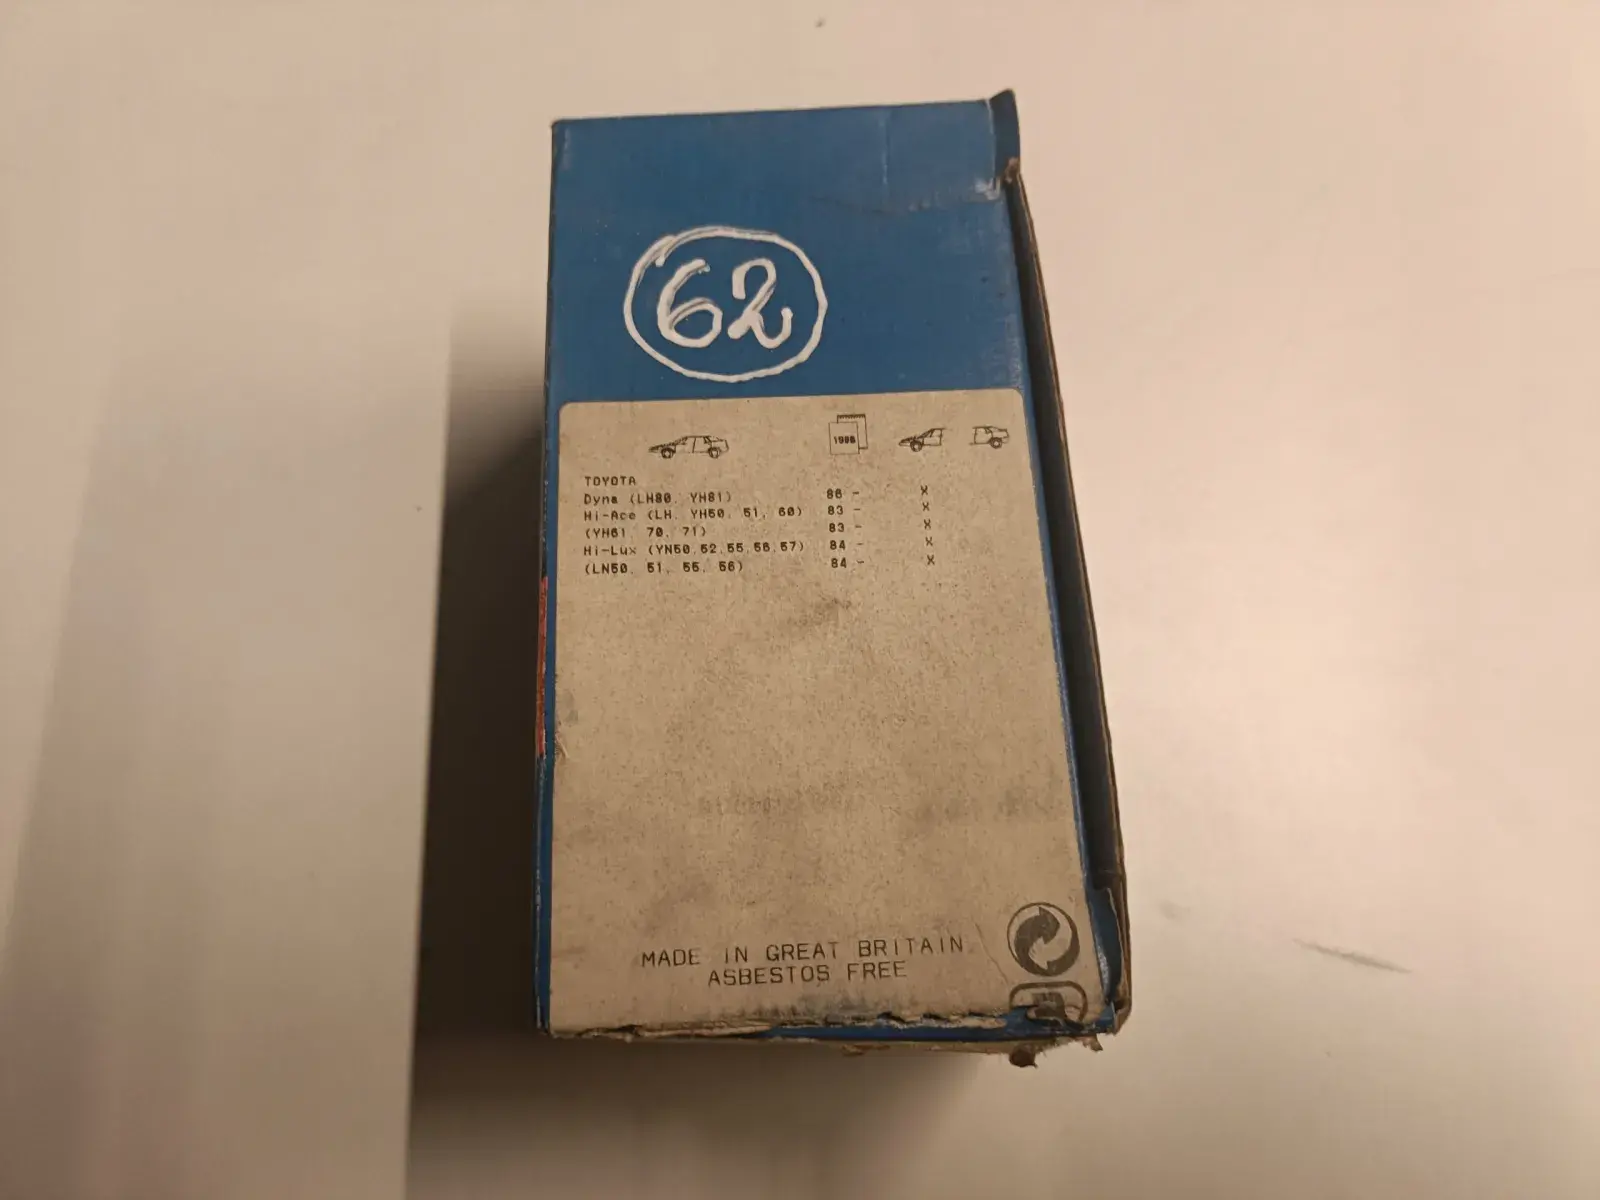 62
1986
TOYOTA
Dyna (LH80, YH81) 86 - X
Hi-Ace (LH, YH50, 51, 60) 83 - X
(YH61, 70, 71) 83 - X
Hi-Lux (YN50,52,55,56,57) 84 - X
(LN50, 51, 55, 56) 84 - X
MADE IN GREAT BRITAIN
ASBESTOS FREE